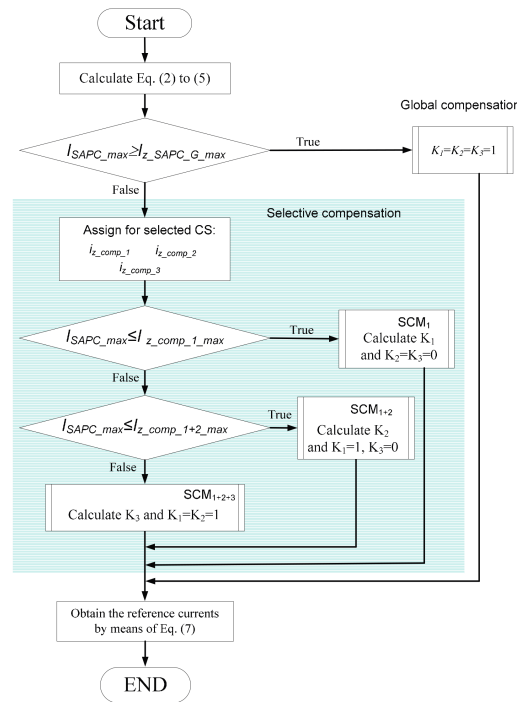 Start
Calculate Eq. (2) to (5)
Global compensation
I_SAPC_max≥I_z_SAPC_G_max
True
K₁=K₂=K₃=1
False
Selective compensation
Assign for selected CS:
i_z_comp_1 i_z_comp_2
i_z_comp_3
I_SAPC_max≤I_z_comp_1_max
True
SCM₁
Calculate K₁
and K₂=K₃=0
False
I_SAPC_max≤I_z_comp_1+2_max
True
SCM₁₊₂
Calculate K₂
and K₁=1, K₃=0
False
SCM₁₊₂₊₃
Calculate K₃ and K₁=K₂=1
Obtain the reference currents
by means of Eq. (7)
END